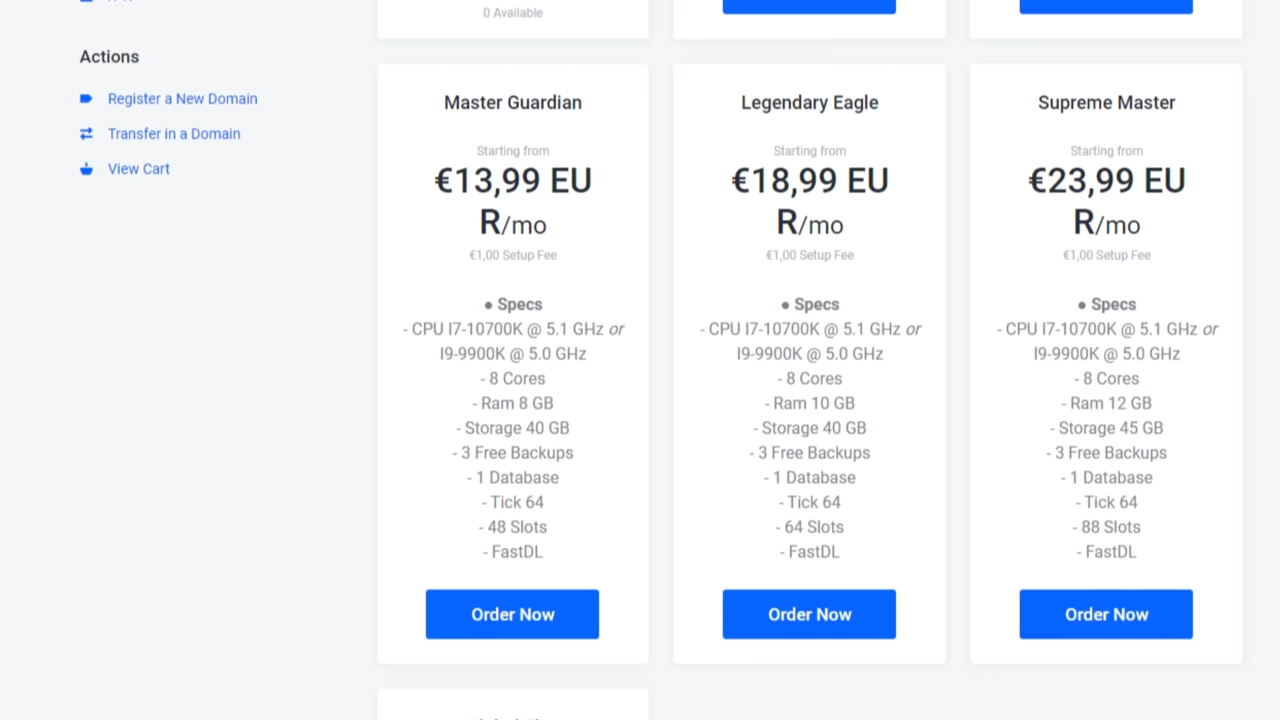 0 Available
Actions
Register a New Domain
Transfer in a Domain
View Cart
Master Guardian
Starting from
€13,99 EU
R/mo
€1,00 Setup Fee
● Specs
- CPU I7-10700K @ 5.1 GHz or
I9-9900K @ 5.0 GHz
- 8 Cores
- Ram 8 GB
- Storage 40 GB
- 3 Free Backups
- 1 Database
- Tick 64
- 48 Slots
- FastDL
Order Now
Legendary Eagle
Starting from
€18,99 EU
R/mo
€1,00 Setup Fee
● Specs
- CPU I7-10700K @ 5.1 GHz or
I9-9900K @ 5.0 GHz
- 8 Cores
- Ram 10 GB
- Storage 40 GB
- 3 Free Backups
- 1 Database
- Tick 64
- 64 Slots
- FastDL
Order Now
Supreme Master
Starting from
€23,99 EU
R/mo
€1,00 Setup Fee
● Specs
- CPU I7-10700K @ 5.1 GHz or
I9-9900K @ 5.0 GHz
- 8 Cores
- Ram 12 GB
- Storage 45 GB
- 3 Free Backups
- 1 Database
- Tick 64
- 88 Slots
- FastDL
Order Now